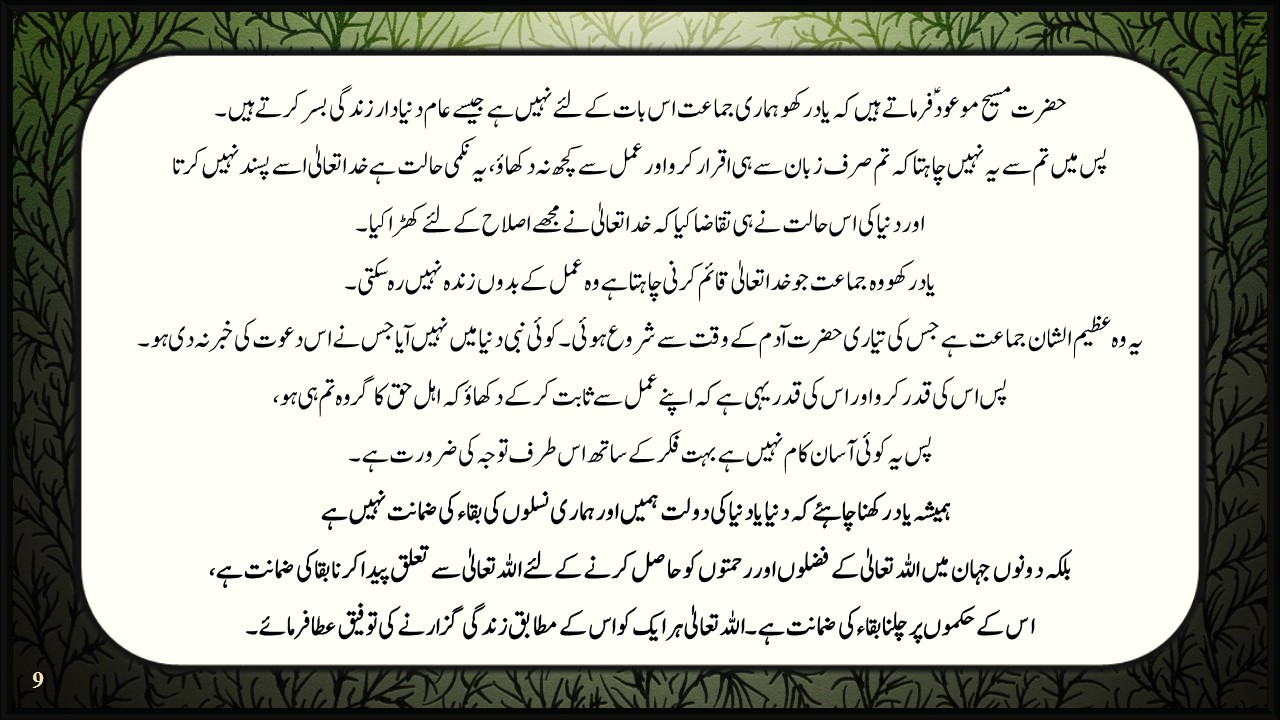 حضرت مسیح موعودؑ فرماتے ہیں کہ یاد رکھو ہماری جماعت اس بات کے لئے نہیں ہے جیسے عام دنیادار زندگی بسر کرتے ہیں۔
پس میں تم سے یہ نہیں چاہتا کہ تم صرف زبان سے ہی اقرار کرو اور عمل سے کچھ نہ دکھاؤ، یہ نکمی حالت ہے خدا تعالیٰ اسے پسند نہیں کرتا
اور دنیا کی اس حالت نے ہی تقاضا کیا کہ خدا تعالیٰ نے مجھے اصلاح کے لئے کھڑا کیا۔
یاد رکھو وہ جماعت جو خدا تعالیٰ قائم کرنی چاہتا ہے وہ عمل کے بدوں زندہ نہیں رہ سکتی۔
یہ وہ عظیم الشان جماعت ہے جس کی تیاری حضرت آدم کے وقت سے شروع ہوئی۔ کوئی نبی دنیا میں نہیں آیا جس نے اس دعوت کی خبر نہ دی ہو۔
پس اس کی قدر کرو اور اس کی قدر یہی ہے کہ اپنے عمل سے ثابت کر کے دکھاؤ کہ اہل حق کا گروہ تم ہی ہو،
پس یہ کوئی آسان کام نہیں ہے بہت فکر کے ساتھ اس طرف توجہ کی ضرورت ہے۔
ہمیشہ یاد رکھنا چاہئے کہ دنیا یا دنیا کی دولت ہمیں اور ہماری نسلوں کی بقاء کی ضمانت نہیں ہے
بلکہ دونوں جہان میں اللہ تعالیٰ کے فضلوں اور رحمتوں کو حاصل کرنے کے لئے اللہ تعالیٰ سے تعلق پیدا کرنا بقا کی ضمانت ہے،
اس کے حکموں پر چلنا بقاء کی ضمانت ہے۔ اللہ تعالیٰ ہر ایک کو اس کے مطابق زندگی گزارنے کی توفیق عطا فرمائے۔
9